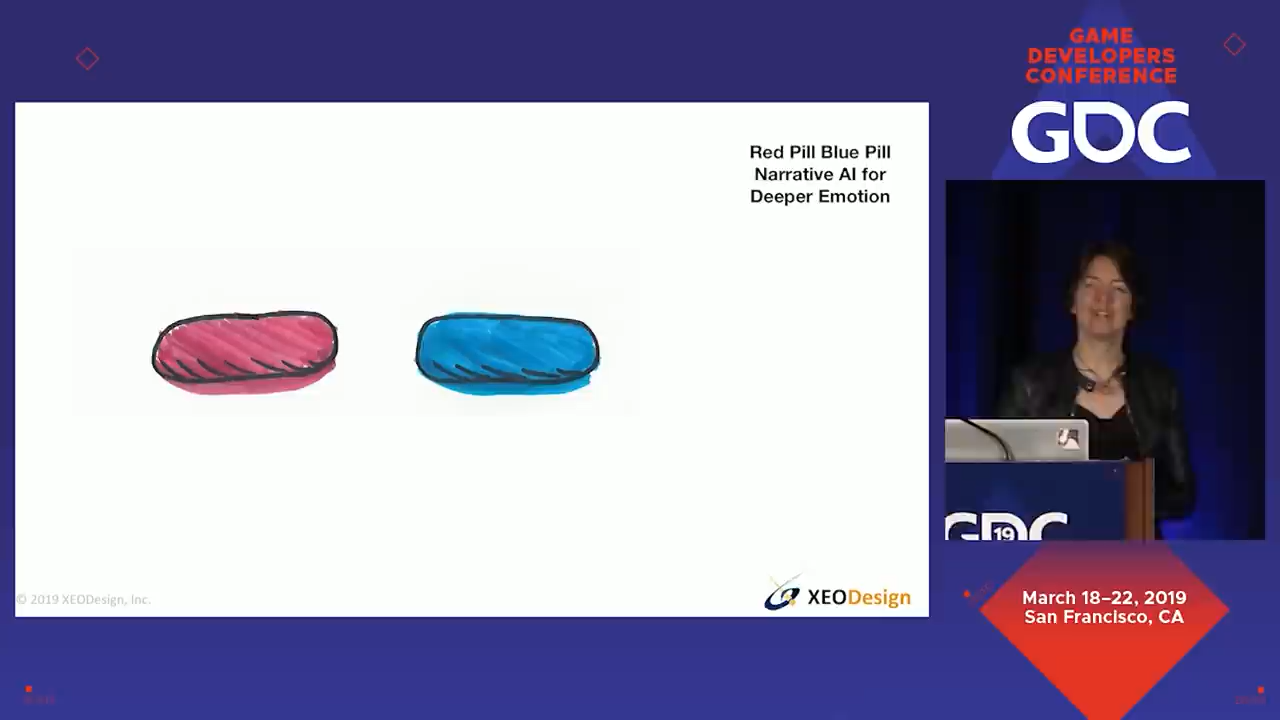 GAME
DEVELOPERS
CONFERENCE
GDC
Red Pill Blue Pill
Narrative AI for
Deeper Emotion
© 2019 XEODesign, Inc.
XEODesign
GDC
19
March 18–22, 2019
San Francisco, CA